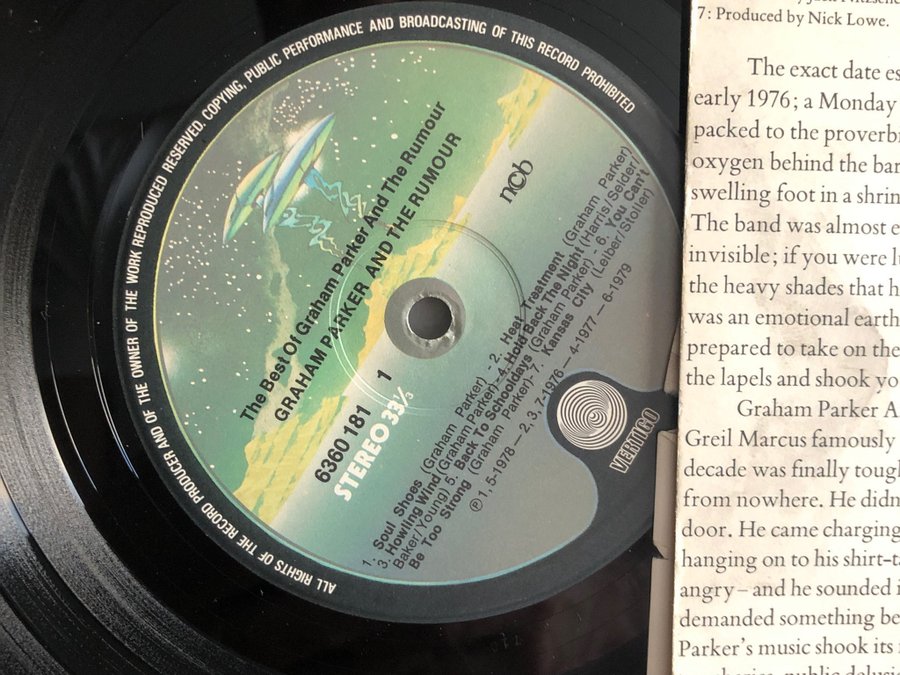 ALL RIGHTS OF THE RECORD PRODUCER AND OF THE OWNER OF THE WORK REPRODUCED RESERVED. COPYING, PUBLIC PERFORMANCE AND BROADCASTING OF THIS RECORD PROHIBITED
The Best Of Graham Parker And The Rumour
GRAHAM PARKER AND THE RUMOUR
ncb
6360 181 1
STEREO 33⅓
1. Soul Shoes (Graham Parker) - 2. Heat Treatment (Graham Parker)
3. Howling Wind (Graham Parker) - 4. Hold Back The Night (Harris/Felder/
Baker/Young) 5. Back To Schooldays (Graham Parker) - 6. You Can't
Be Too Strong (Graham Parker) - 7. Kansas City (Leiber/Stoller)
Ⓟ 1, 5-1978 — 2, 3, 7-1976 — 4-1977 — 6-1979
VERTIGO
7: Produced by Nick Lowe.
The exact date es
early 1976; a Monday
packed to the proverbi
oxygen behind the bar
swelling foot in a shrin
The band was almost e
invisible; if you were lu
the heavy shades that h
was an emotional earth
prepared to take on the
the lapels and shook yo
Graham Parker A
Greil Marcus famously
decade was finally toug
from nowhere. He didn
door. He came charging
hanging on to his shirt-ta
angry – and he sounded i
demanded something be
Parker's music shook its